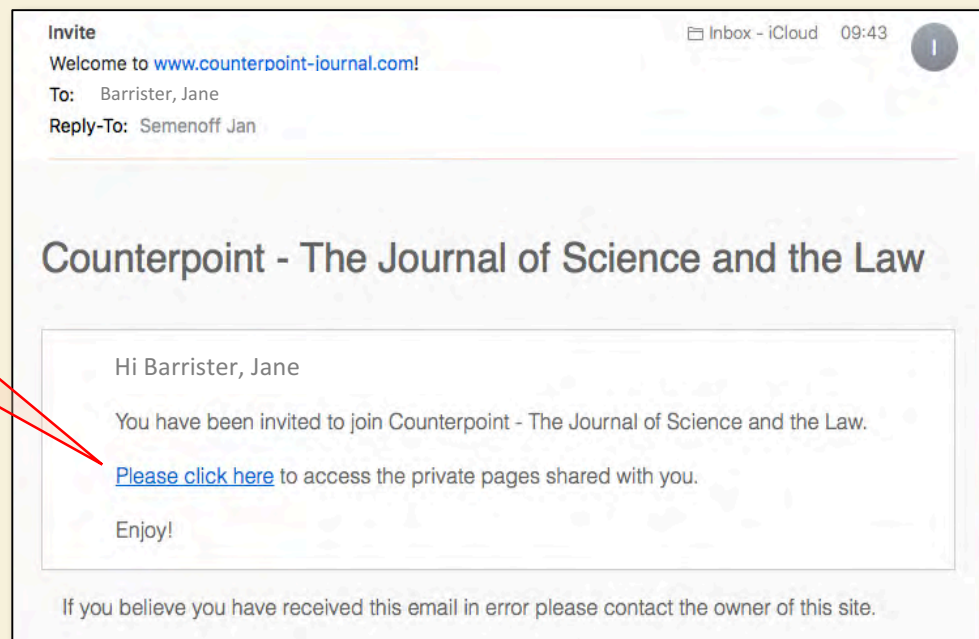 Invite
Inbox - iCloud 09:43
I
Welcome to www.counterpoint-journal.com!
To: Barrister, Jane
Reply-To: Semenoff Jan
Counterpoint - The Journal of Science and the Law
Hi Barrister, Jane
You have been invited to join Counterpoint - The Journal of Science and the Law.
Please click here to access the private pages shared with you.
Enjoy!
If you believe you have received this email in error please contact the owner of this site.